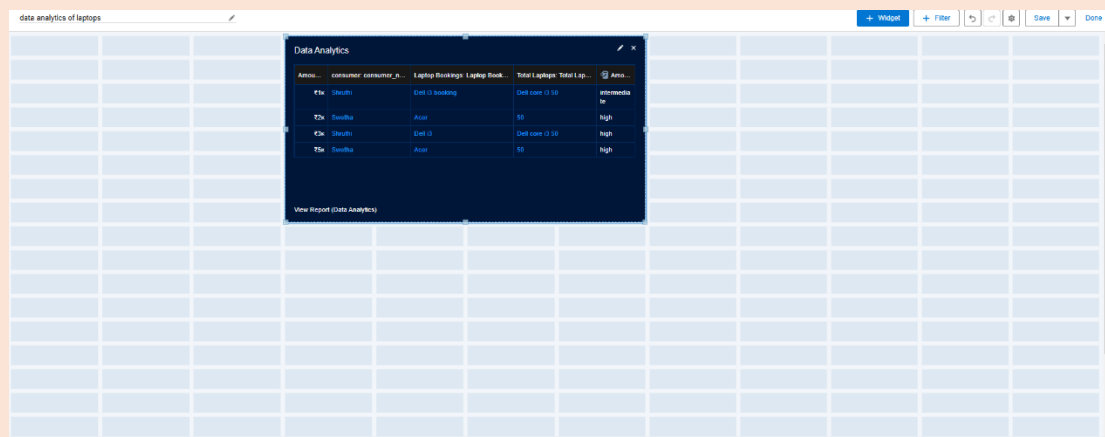 data analytics of laptops
+ Widget + Filter Save Done
Data Analytics
Amou... consumer: consumer_n... Laptop Bookings: Laptop Book... Total Laptops: Total Lap... Amo...
₹1k Shruthi Dell i3 booking Dell core i3 50 intermedia
te
₹2k Swutha Acer 50 high
₹3k Shruthi Dell i3 Dell core i3 50 high
₹5k Swutha Acer 50 high
View Report (Data Analytics)